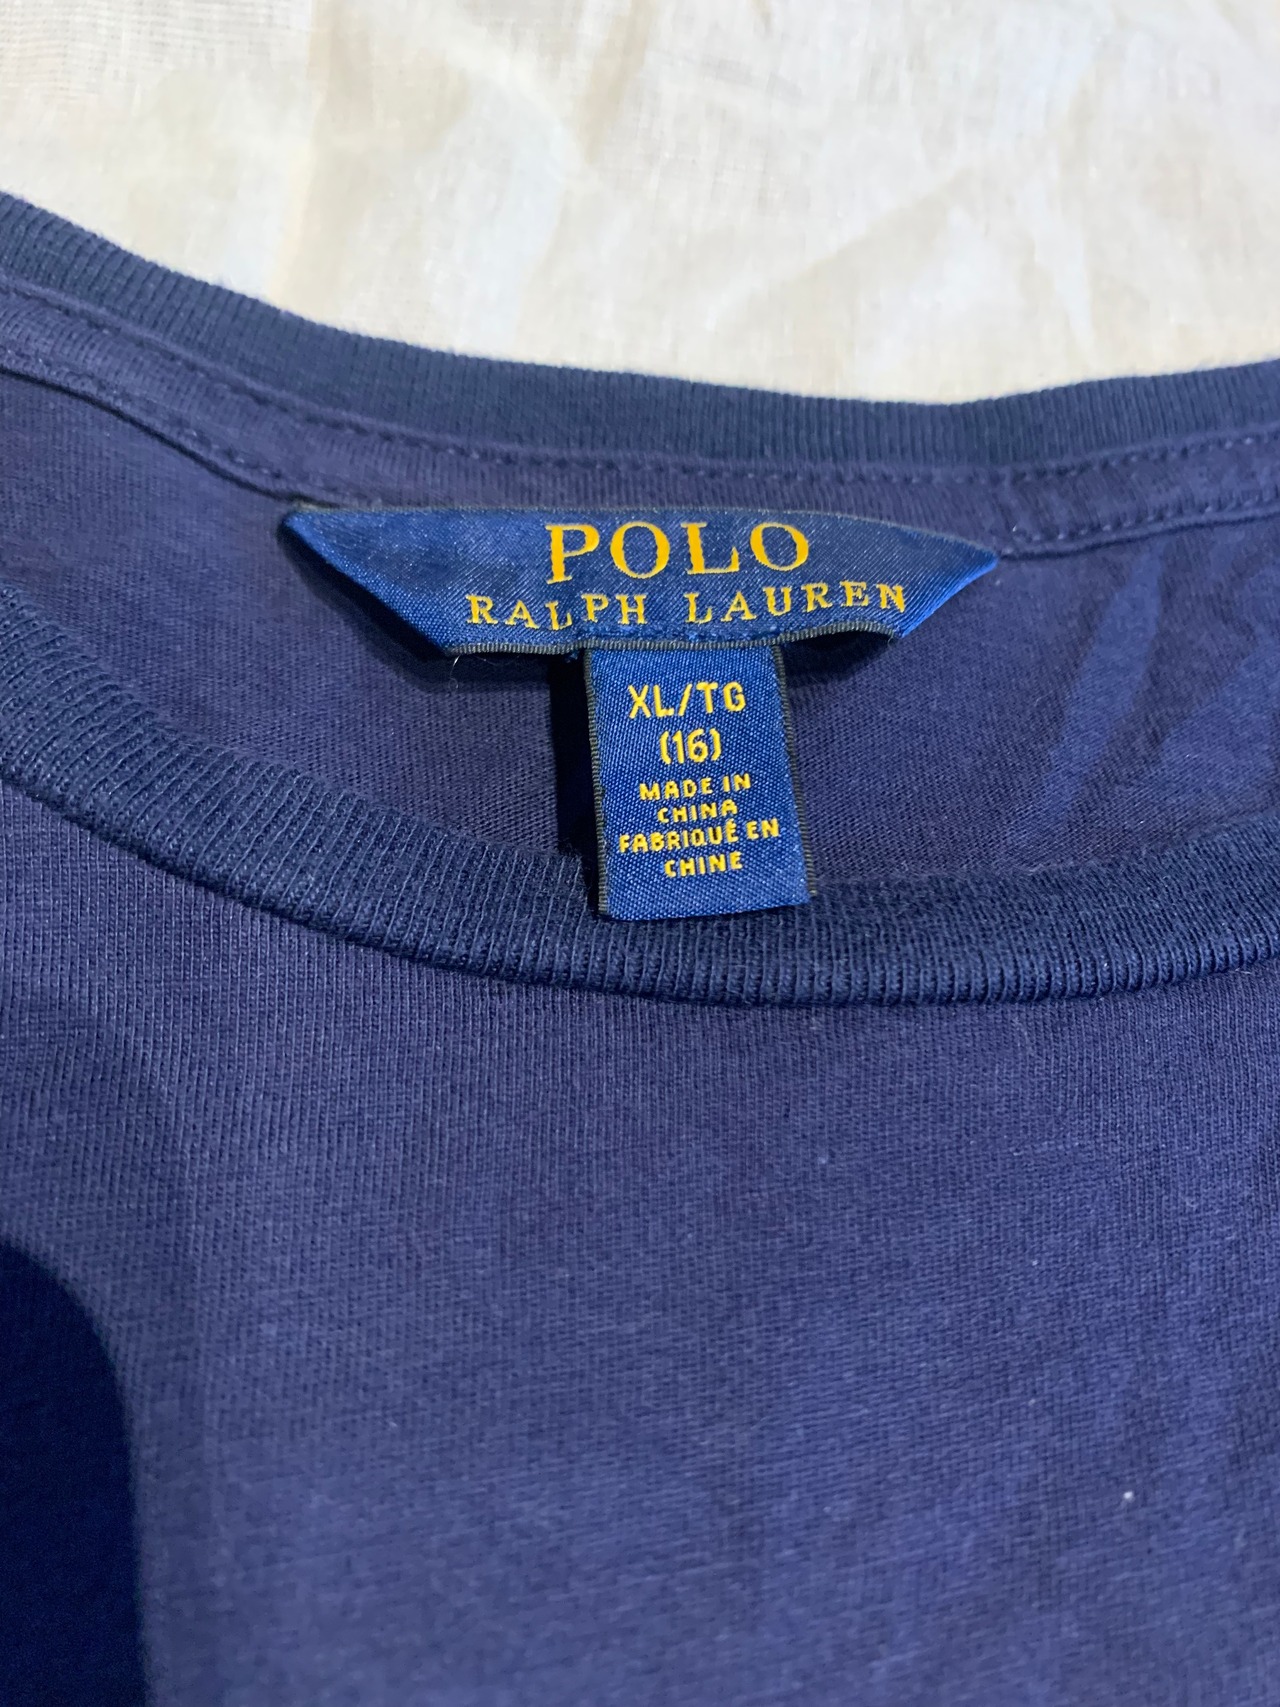 POLO
RALPH LAUREN
XL/TG
(16)
MADE IN
CHINA
FABRIQUÉ EN
CHINE